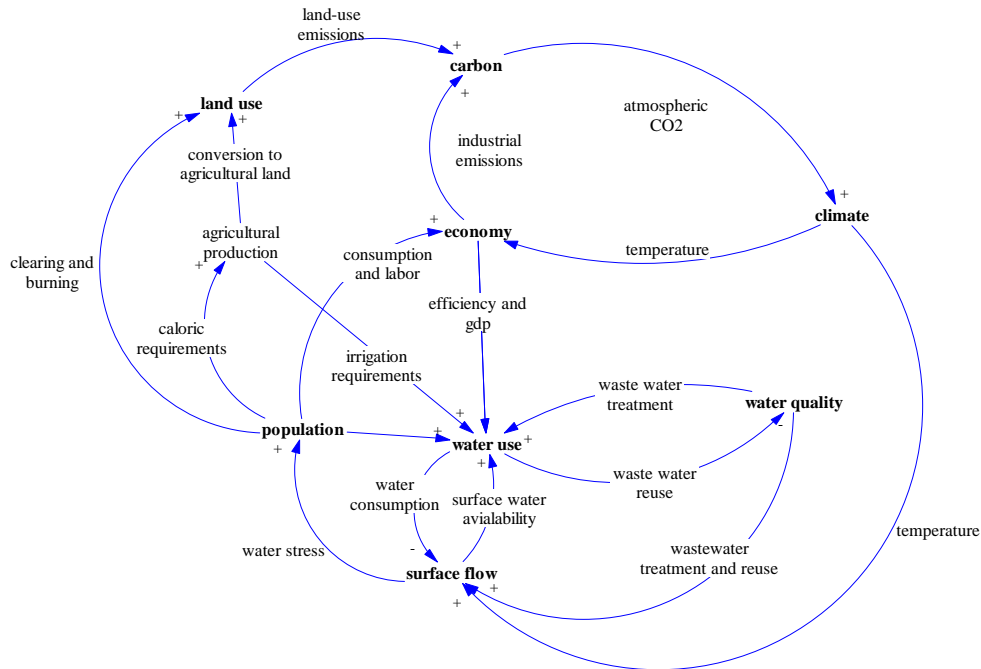 land-use
emissions
+
carbon
+
+
land use
+
atmospheric
CO2
industrial
emissions
conversion to
agricultural land
+
climate
+
economy
agricultural
production
+
temperature
consumption
and labor
clearing and
burning
efficiency and
gdp
caloric
requirements
irrigation
requirements
waste water
treatment
water quality
-
+
population
+
+
water use
+
+
waste water
reuse
water
consumption
surface water
avialability
temperature
water stress
-
wastewater
treatment and reuse
surface flow
+
+